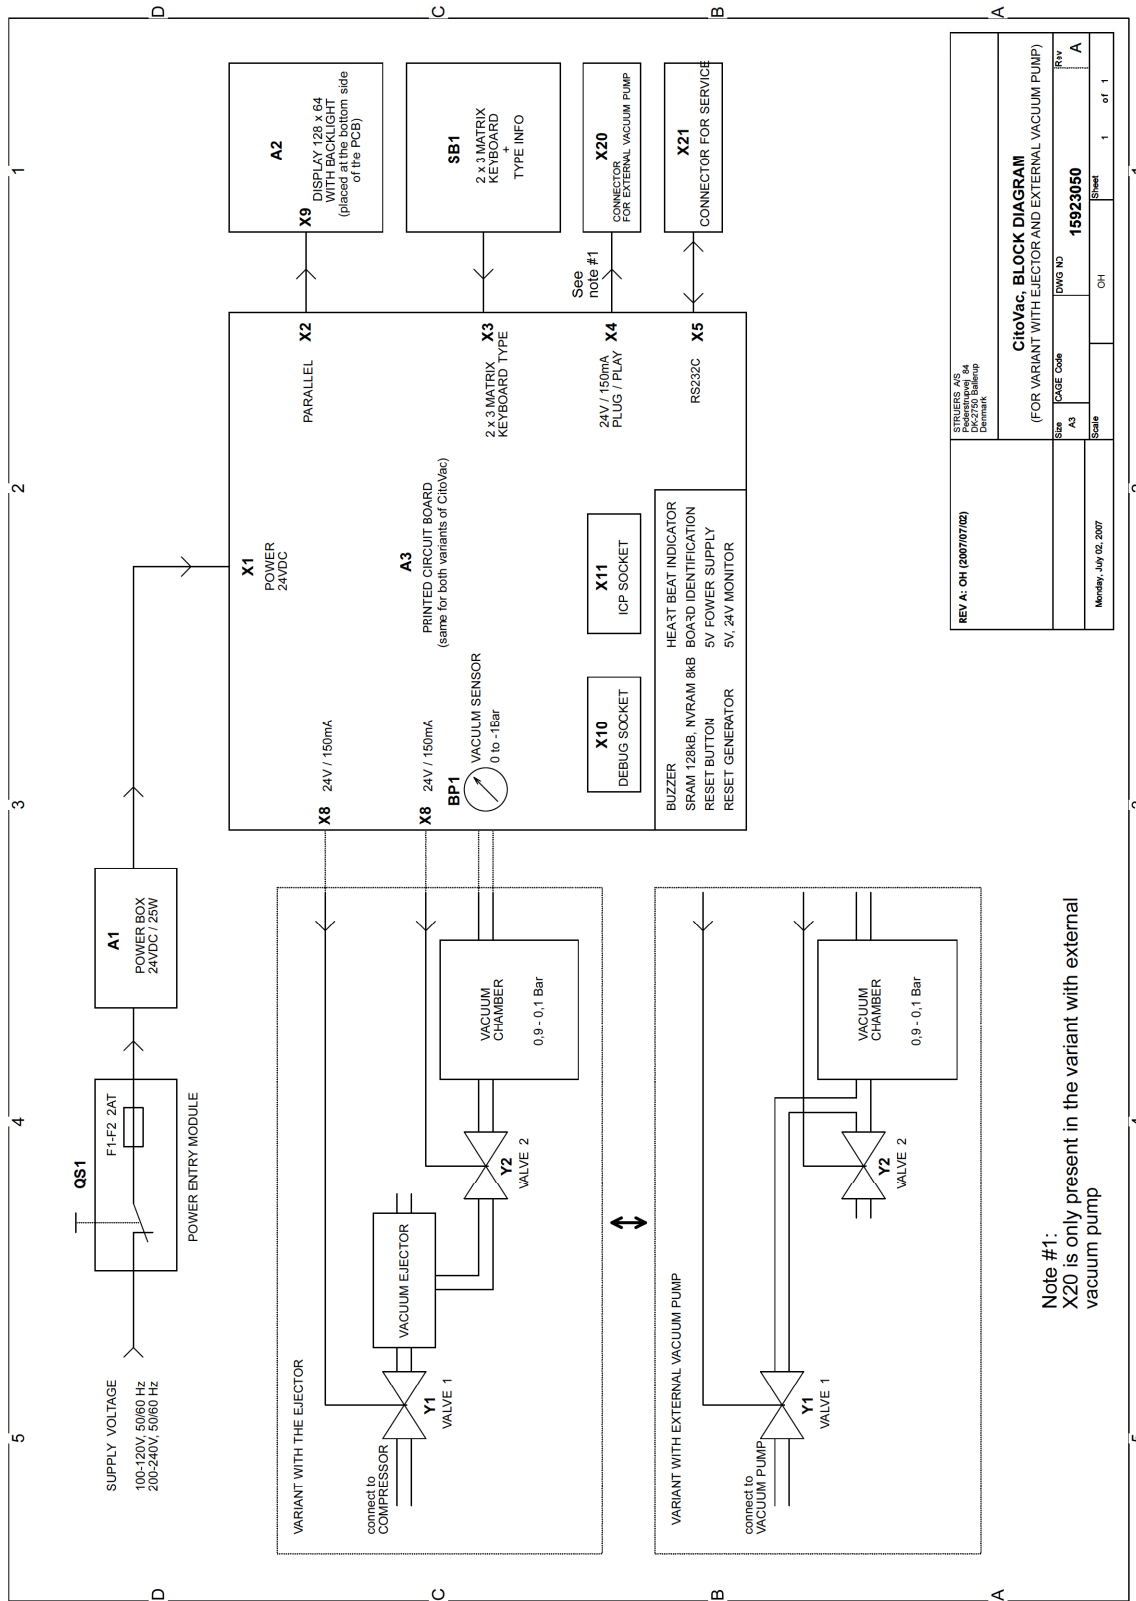 D
C
B
A
5
4
3
2
1
SUPPLY VOLTAGE
100-120V, 50/60 Hz
200-240V, 50/60 Hz
QS1
F1-F2 2AT
POWER ENTRY MODULE
A1
POWER BOX
24VDC / 25W
VARIANT WITH THE EJECTOR
connect to
COMPRESSOR
Y1
VALVE 1
VACUUM EJECTOR
Y2
VALVE 2
VACUUM
CHAMBER
0,9 - 0,1 Bar
VARIANT WITH EXTERNAL VACUUM PUMP
connect to
VACUUM PUMP
Y1
VALVE 1
Y2
VALVE 2
VACUUM
CHAMBER
0,9 - 0,1 Bar
X1
POWER
24VDC
X8 24V / 150mA
X8 24V / 150mA
BP1
VACUUM SENSOR
0 to -1Bar
A3
PRINTED CIRCUIT BOARD
(same for both variants of CitoVac)
X10
DEBUG SOCKET
X11
ICP SOCKET
BUZZER HEART BEAT INDICATOR
SRAM 128kB, NVRAM 8kB BOARD IDENTIFICATION
RESET BUTTON 5V POWER SUPPLY
RESET GENERATOR 5V, 24V MONITOR
PARALLEL X2
X3
2 x 3 MATRIX
KEYBOARD TYPE
24V / 150mA
PLUG / PLAY
X4
RS232C X5
See
note #1
A2
X9
DISPLAY 128 x 64
WITH BACKLIGHT
(placed at the bottom side
of the PCB)
SB1
2 x 3 MATRIX
KEYBOARD
+
TYPE INFO
X20
CONNECTOR
FOR EXTERNAL VACUUM PUMP
X21
CONNECTOR FOR SERVICE
Note #1:
X20 is only present in the variant with external
vacuum pump
REV A: OH (2007/07/02)
STRUERS A/S
Pederstrupvej 84
DK-2750 Ballerup
Denmark
CitoVac, BLOCK DIAGRAM
(FOR VARIANT WITH EJECTOR AND EXTERNAL VACUUM PUMP)
Size CAGE Code DWG NO Rev
A3 15923050 A
Scale OH Sheet 1 of 1
Monday, July 02, 2007
5
4
3
2
1
D
C
B
A